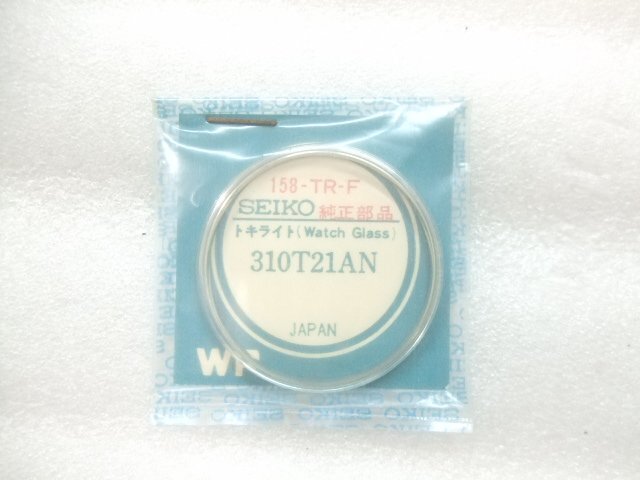 158-TR-F
SEIKO 純正部品
トキライト(Watch Glass)
310T21AN
JAPAN